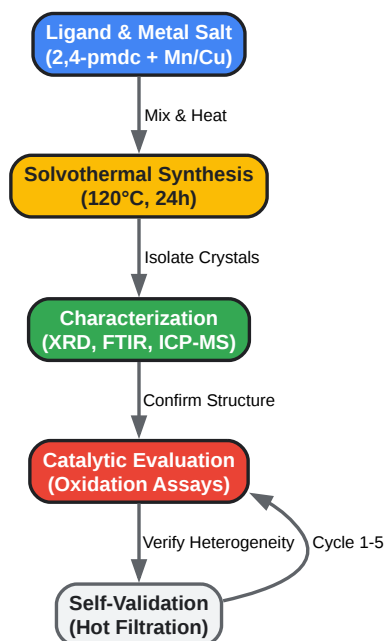 Ligand & Metal Salt
(2,4-pmdc + Mn/Cu)
Mix & Heat
Solvothermal Synthesis
(120°C, 24h)
Isolate Crystals
Characterization
(XRD, FTIR, ICP-MS)
Confirm Structure
Catalytic Evaluation
(Oxidation Assays)
Verify Heterogeneity
Cycle 1-5
Self-Validation
(Hot Filtration)